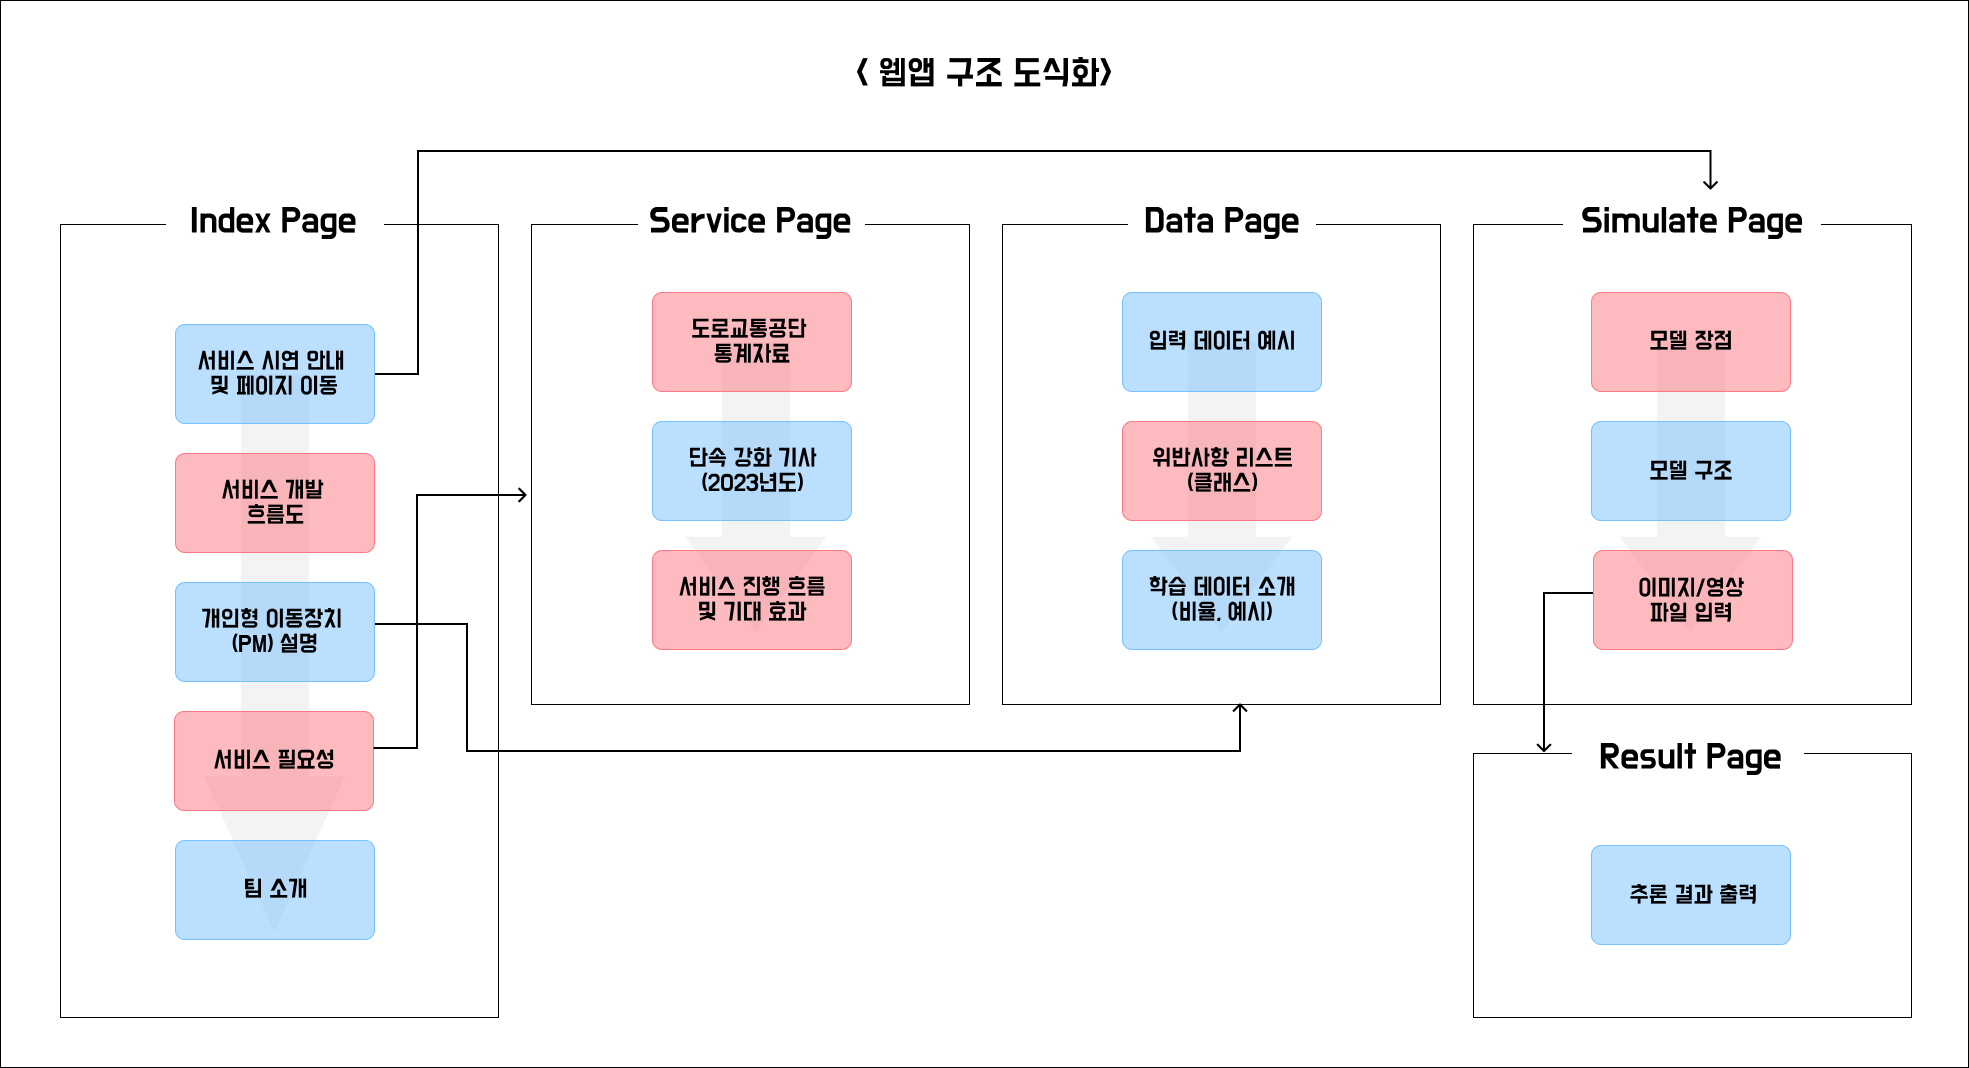 < 웹앱 구조 도식화>
Index Page
서비스 시연 안내
및 페이지 이동
서비스 개발
흐름도
개인형 이동장치
(PM) 설명
서비스 필요성
팀 소개
Service Page
도로교통공단
통계자료
단속 강화 기사
(2023년도)
서비스 진행 흐름
및 기대 효과
Data Page
입력 데이터 예시
위반사항 리스트
(클래스)
학습 데이터 소개
(비율, 예시)
Simulate Page
모델 장점
모델 구조
이미지/영상
파일 입력
Result Page
추론 결과 출력